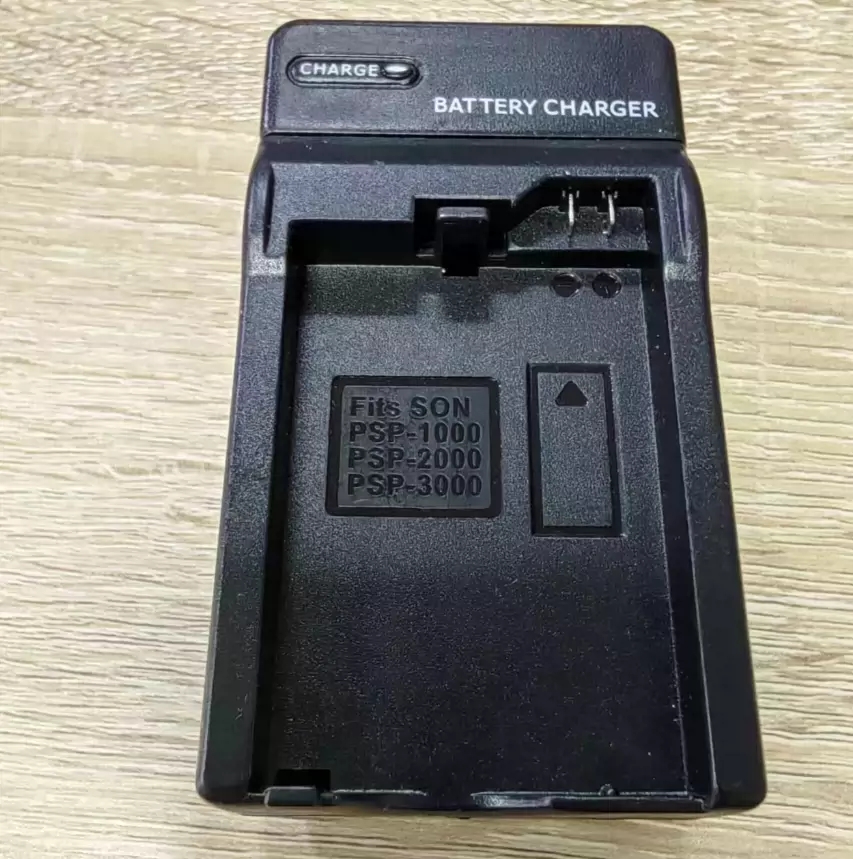 CHARGE
BATTERY CHARGER
Fits SON
PSP-1000
PSP-2000
PSP-3000